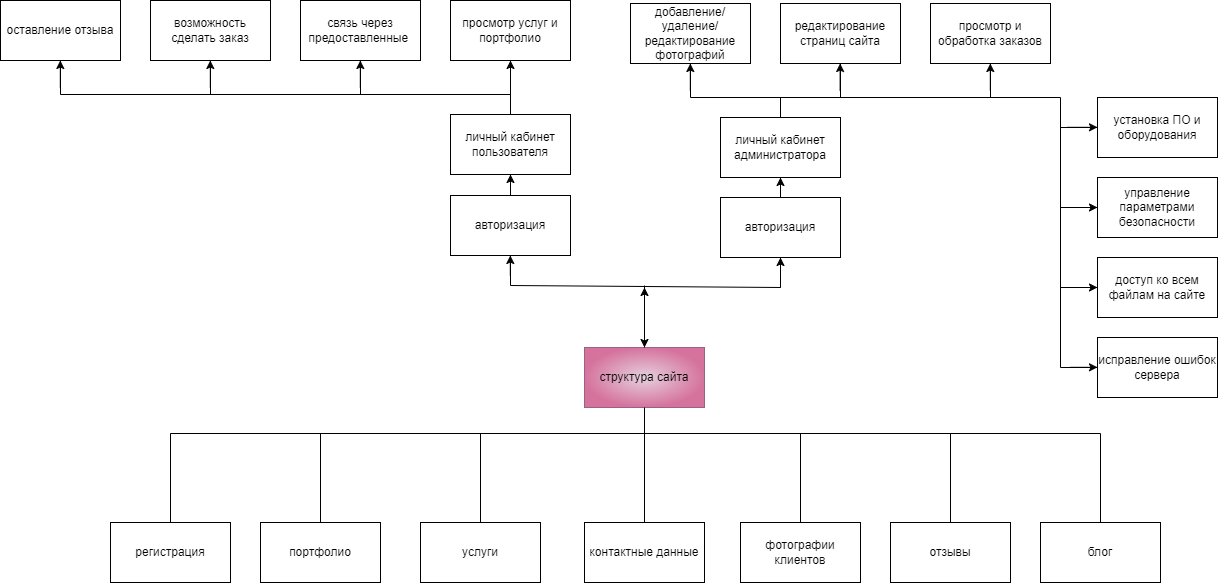 оставление отзыва
возможность
сделать заказ
связь через
предоставленные
просмотр услуг и
портфолио
добавление/
удаление/
редактирование
фотографий
редактирование
страниц сайта
просмотр и
обработка заказов
личный кабинет
пользователя
личный кабинет
администратора
установка ПО и
оборудования
управление
параметрами
безопасности
авторизация
авторизация
доступ ко всем
файлам на сайте
исправление ошибок
сервера
структура сайта
регистрация
портфолио
услуги
контактные данные
фотографии
клиентов
отзывы
блог